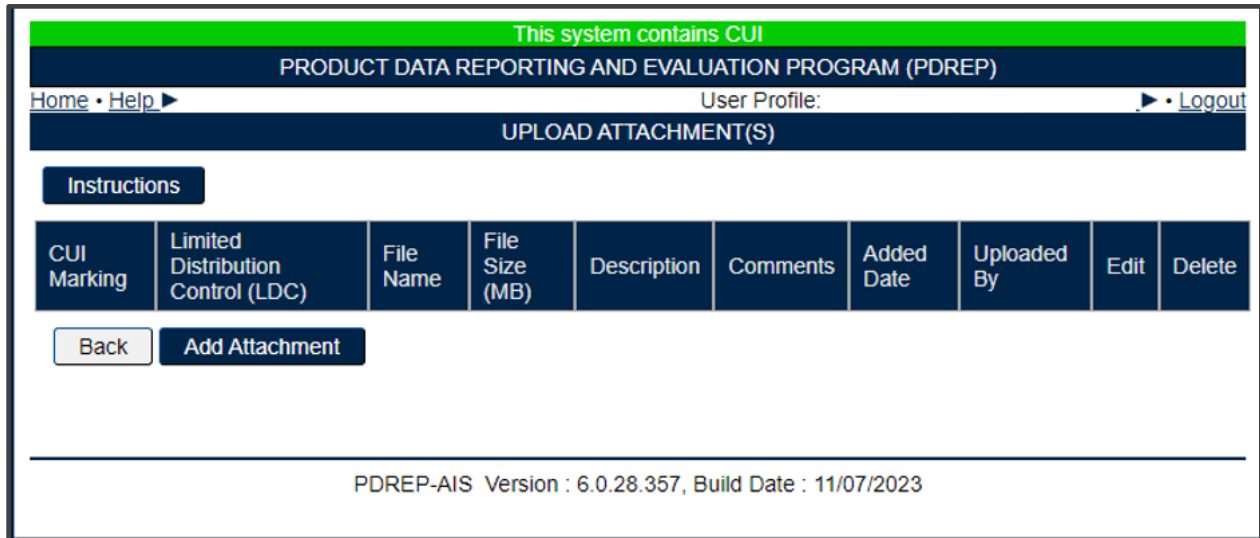 This system contains CUI
PRODUCT DATA REPORTING AND EVALUATION PROGRAM (PDREP)
Home • Help ▶ User Profile: ▶ • Logout
UPLOAD ATTACHMENT(S)
Instructions
CUI Marking Limited Distribution Control (LDC) File Name File Size (MB) Description Comments Added Date Uploaded By Edit Delete
Back Add Attachment
PDREP-AIS Version : 6.0.28.357, Build Date : 11/07/2023